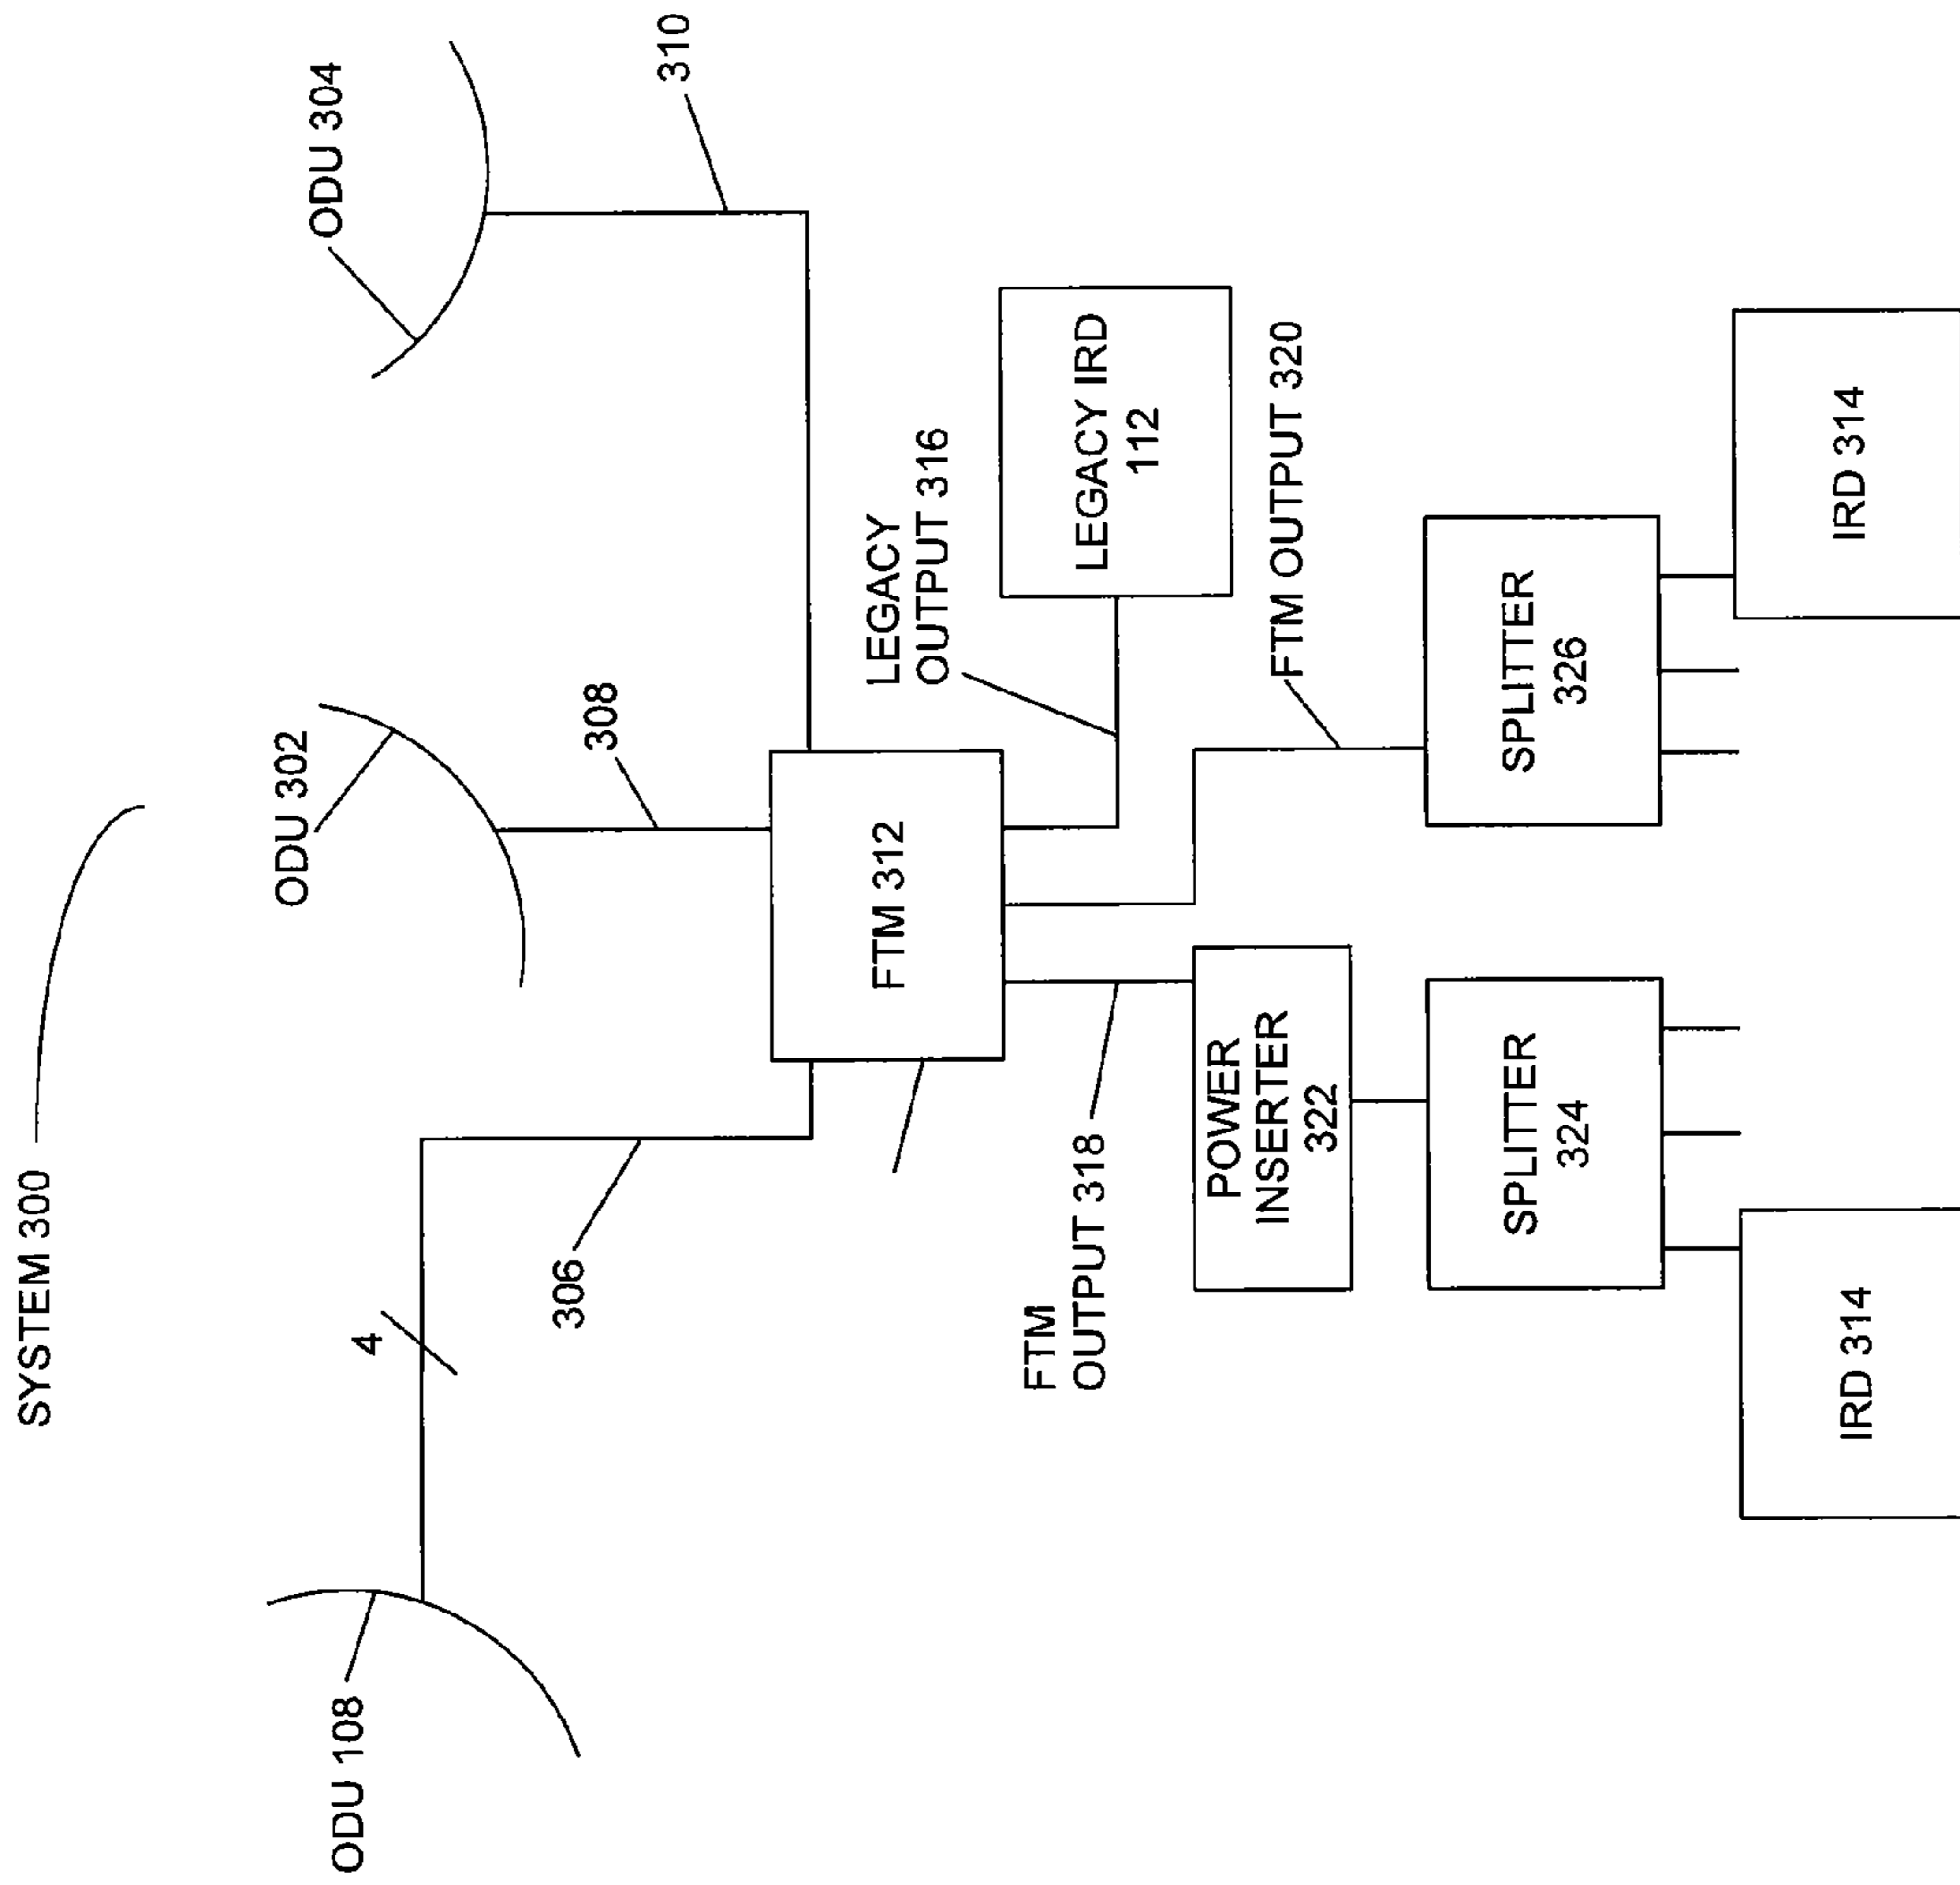 SYSTEM 300
ODU 108
ODU 302
ODU 304
4
306
308
310
FTM 312
LEGACY
OUTPUT 316
LEGACY IRD
112
FTM
OUTPUT 318
FTM OUTPUT 320
POWER
INSERTER
322
SPLITTER
324
SPLITTER
326
IRD 314
IRD 314